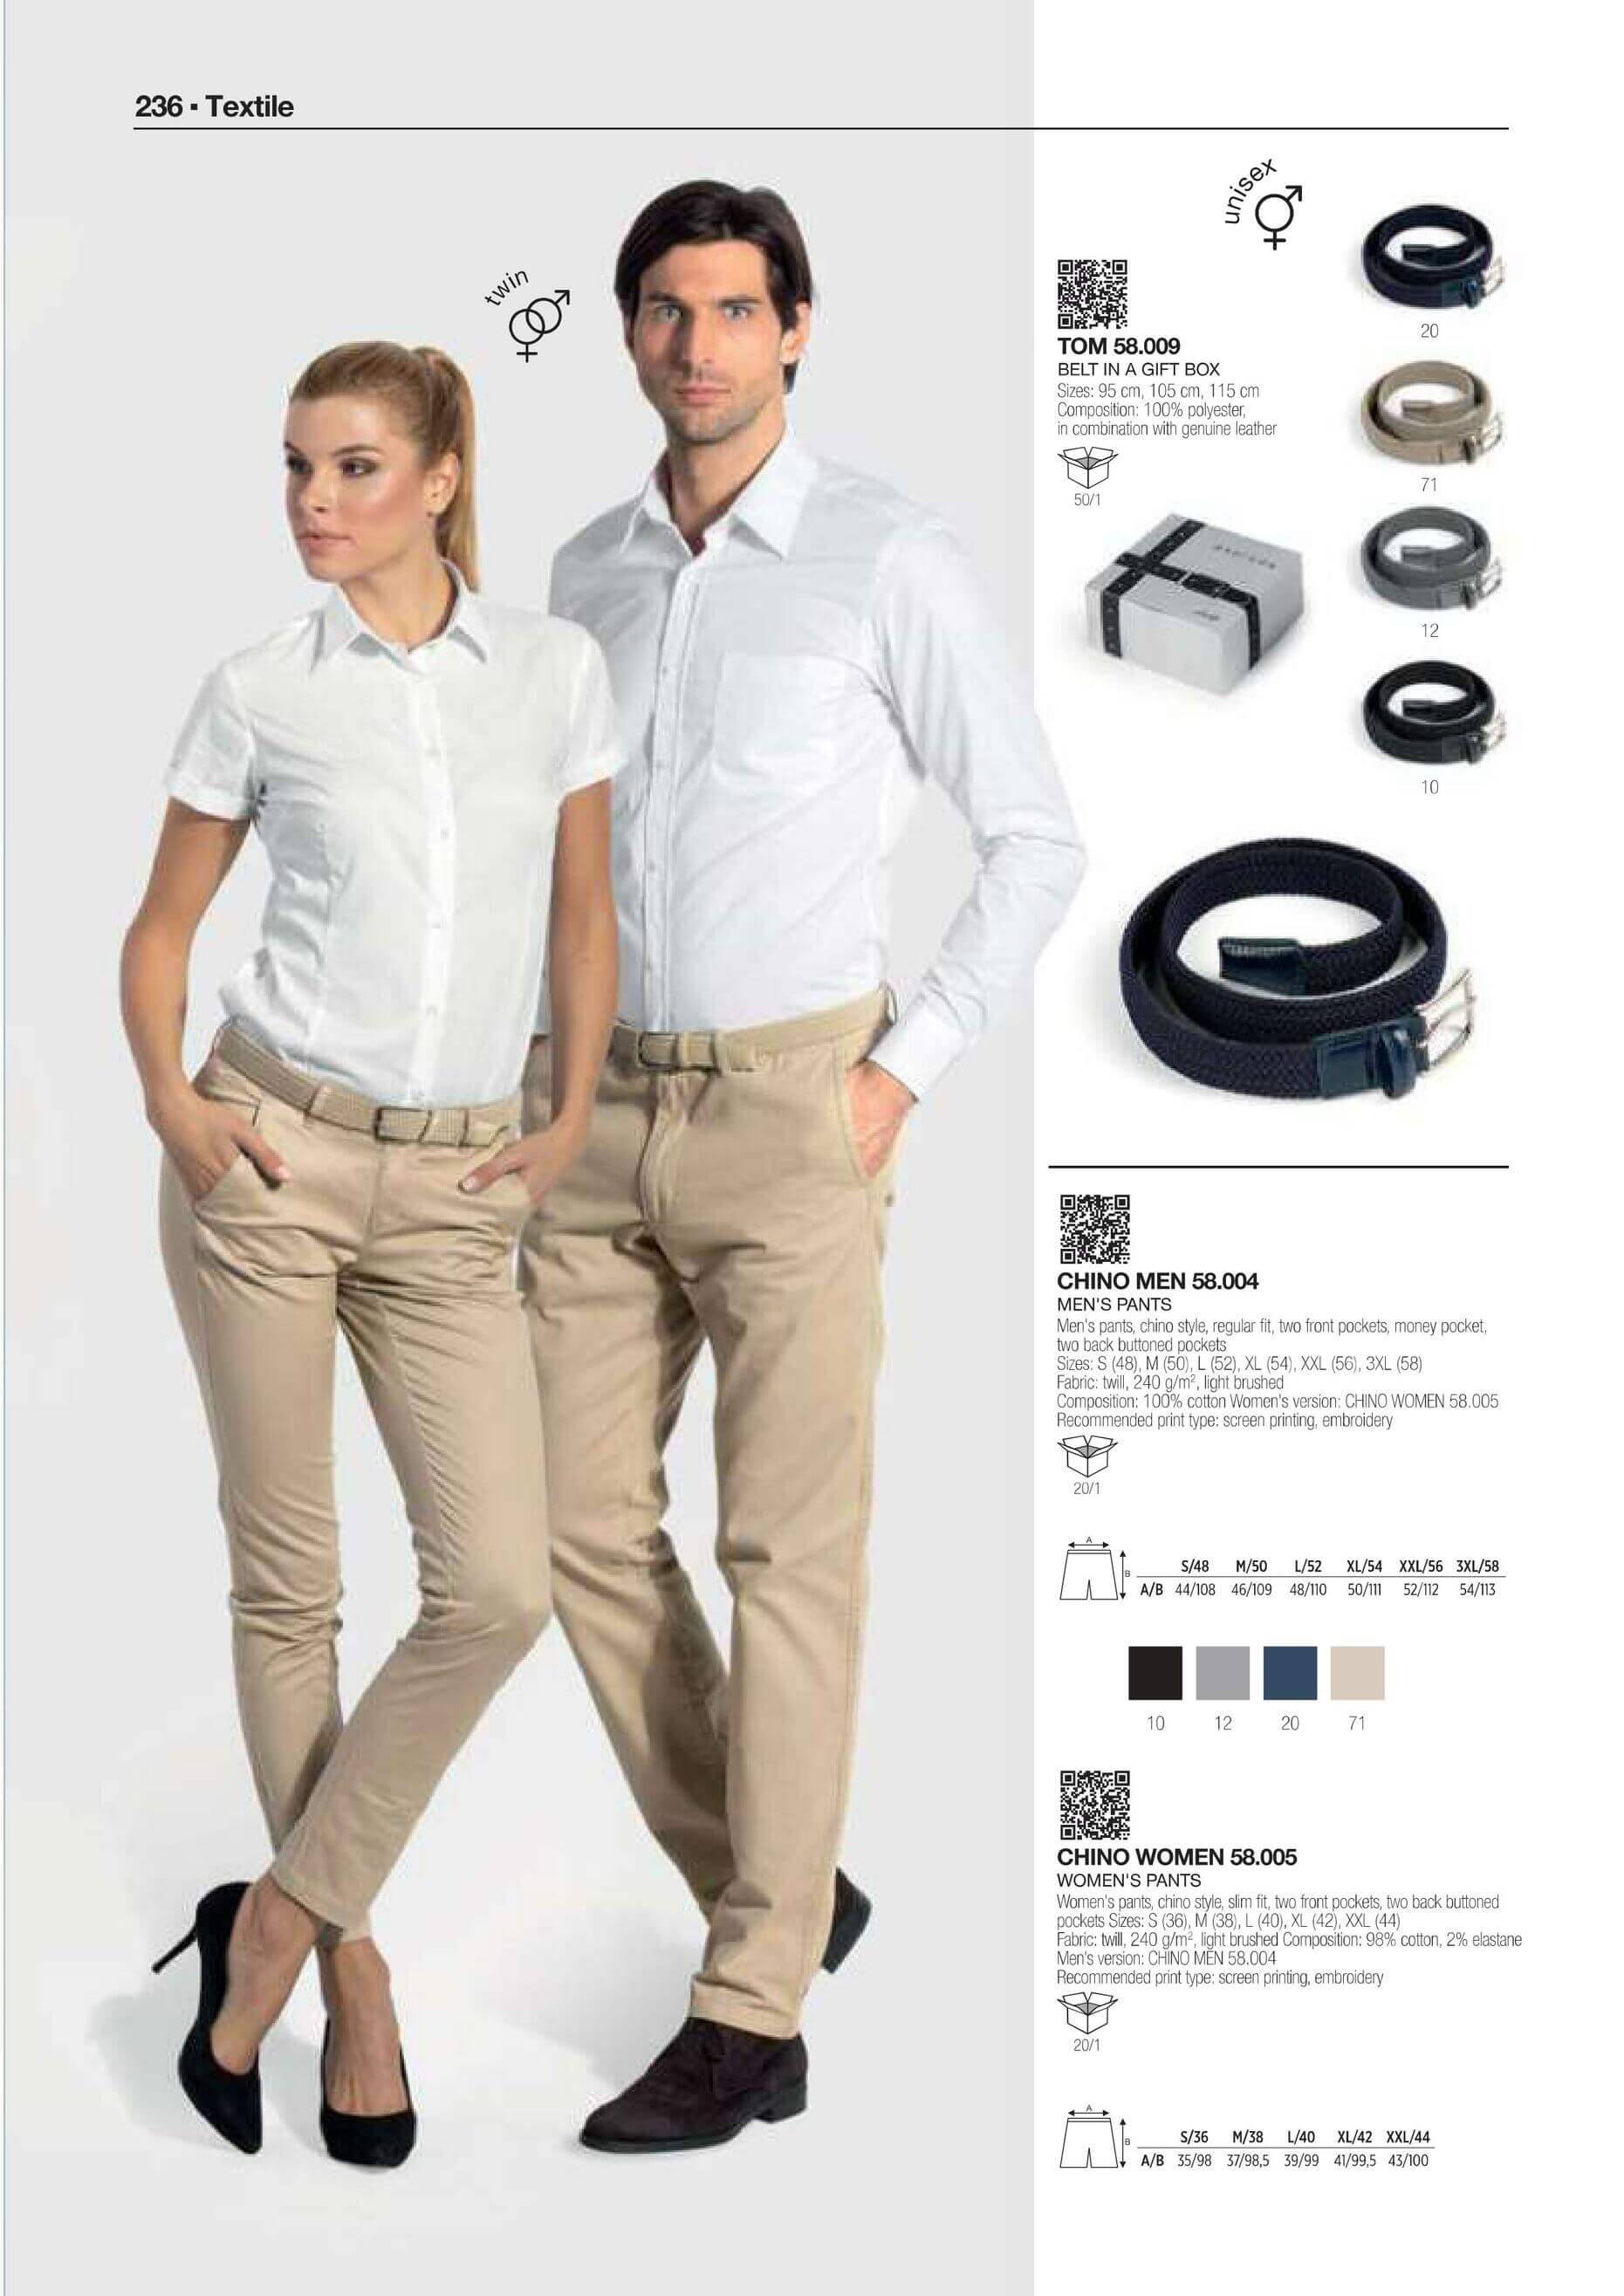 236 ▪ Textile
twin
unisex
TOM 58.009
BELT IN A GIFT BOX
Sizes: 95 cm, 105 cm, 115 cm
Composition: 100% polyester,
in combination with genuine leather
50/1
20
71
12
10
CHINO MEN 58.004
MEN'S PANTS
Men's pants, chino style, regular fit, two front pockets, money pocket,
two back buttoned pockets
Sizes: S (48), M (50), L (52), XL (54), XXL (56), 3XL (58)
Fabric: twill, 240 g/m², light brushed
Composition: 100% cotton Women's version: CHINO WOMEN 58.005
Recommended print type: screen printing, embroidery
20/1
A
B
S/48 M/50 L/52 XL/54 XXL/56 3XL/58
A/B 44/108 46/109 48/110 50/111 52/112 54/113
10 12 20 71
CHINO WOMEN 58.005
WOMEN'S PANTS
Women's pants, chino style, slim fit, two front pockets, two back buttoned
pockets Sizes: S (36), M (38), L (40), XL (42), XXL (44)
Fabric: twill, 240 g/m², light brushed Composition: 98% cotton, 2% elastane
Men's version: CHINO MEN 58.004
Recommended print type: screen printing, embroidery
20/1
A
B
S/36 M/38 L/40 XL/42 XXL/44
A/B 35/98 37/98,5 39/99 41/99,5 43/100